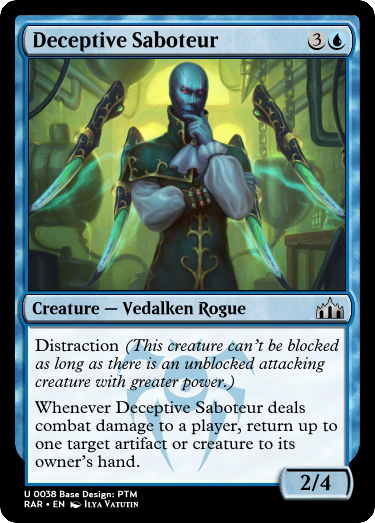 Deceptive Saboteur 3
Creature — Vedalken Rogue
Distraction (This creature can't be blocked
as long as there is an unblocked attacking
creature with greater power.)
Whenever Deceptive Saboteur deals
combat damage to a player, return up to
one target artifact or creature to its
owner's hand.
2/4
U 0038 Base Design: PTM
RAR • EN Ilya Vatutin